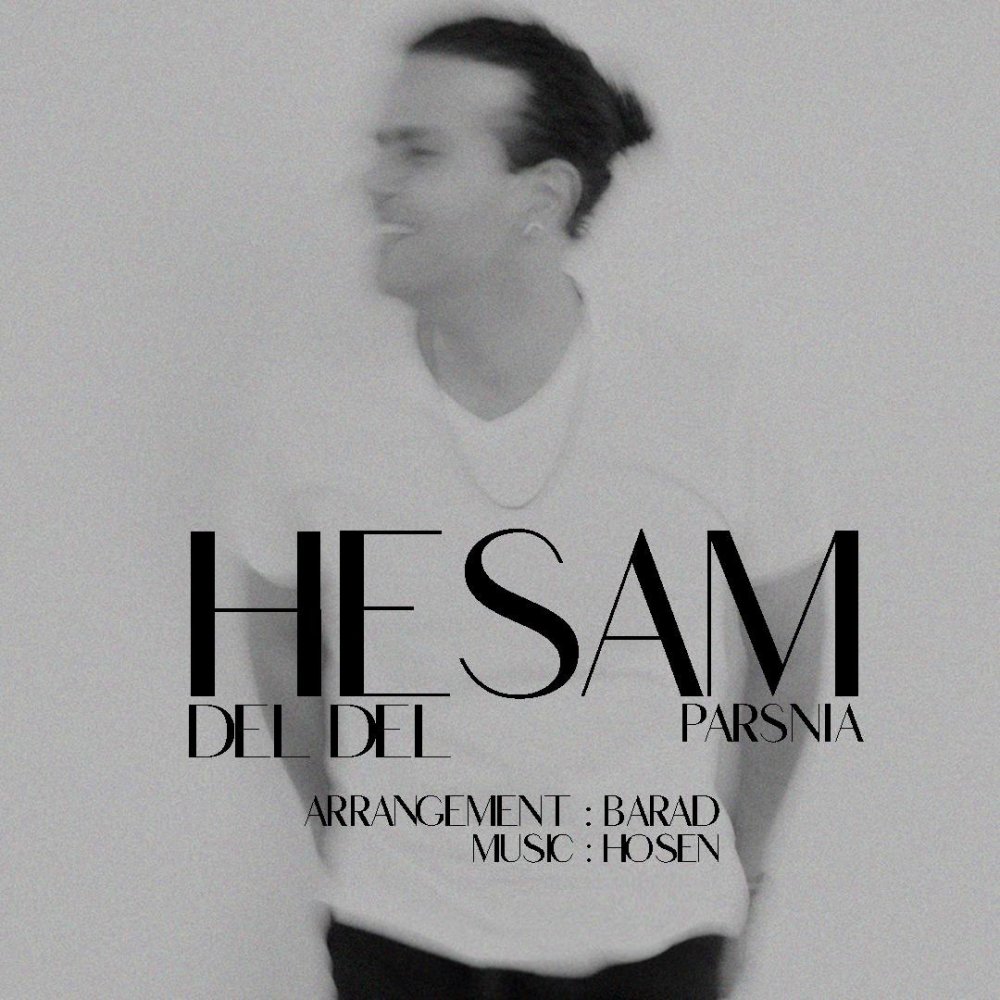 HESAM
DEL DEL
PARSNIA
ARRANGEMENT : BARAD
MUSIC : HOSEN